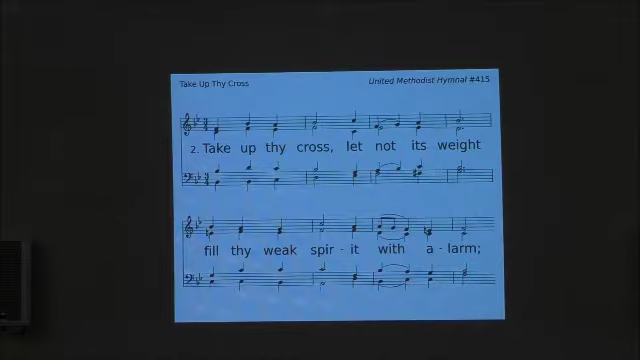 Take Up Thy Cross
United Methodist Hymnal #415
2. Take up thy cross, let not its weight
fill thy weak spir - it with a - larm;